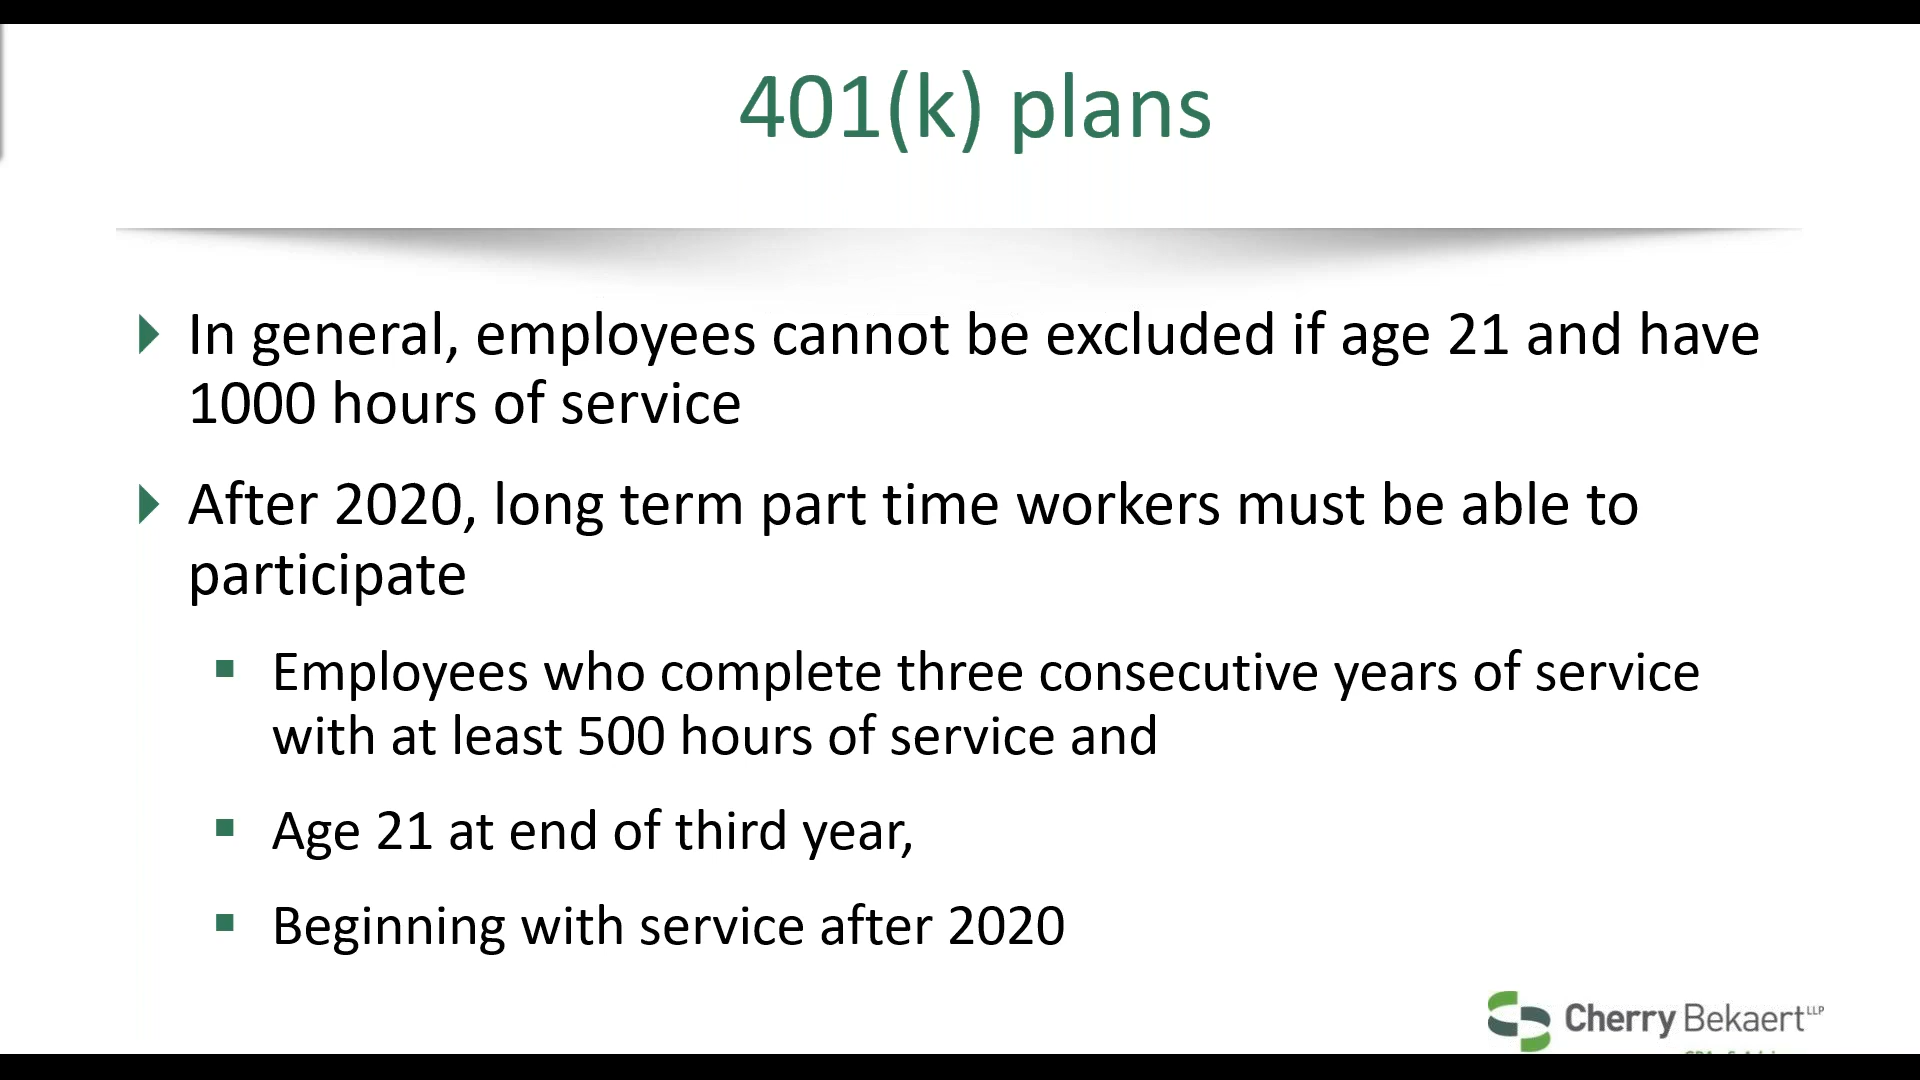 401(k) plans
In general, employees cannot be excluded if age 21 and have
1000 hours of service
After 2020, long term part time workers must be able to
participate
Employees who complete three consecutive years of service
with at least 500 hours of service and
Age 21 at end of third year,
Beginning with service after 2020
Cherry Bekaert LLP